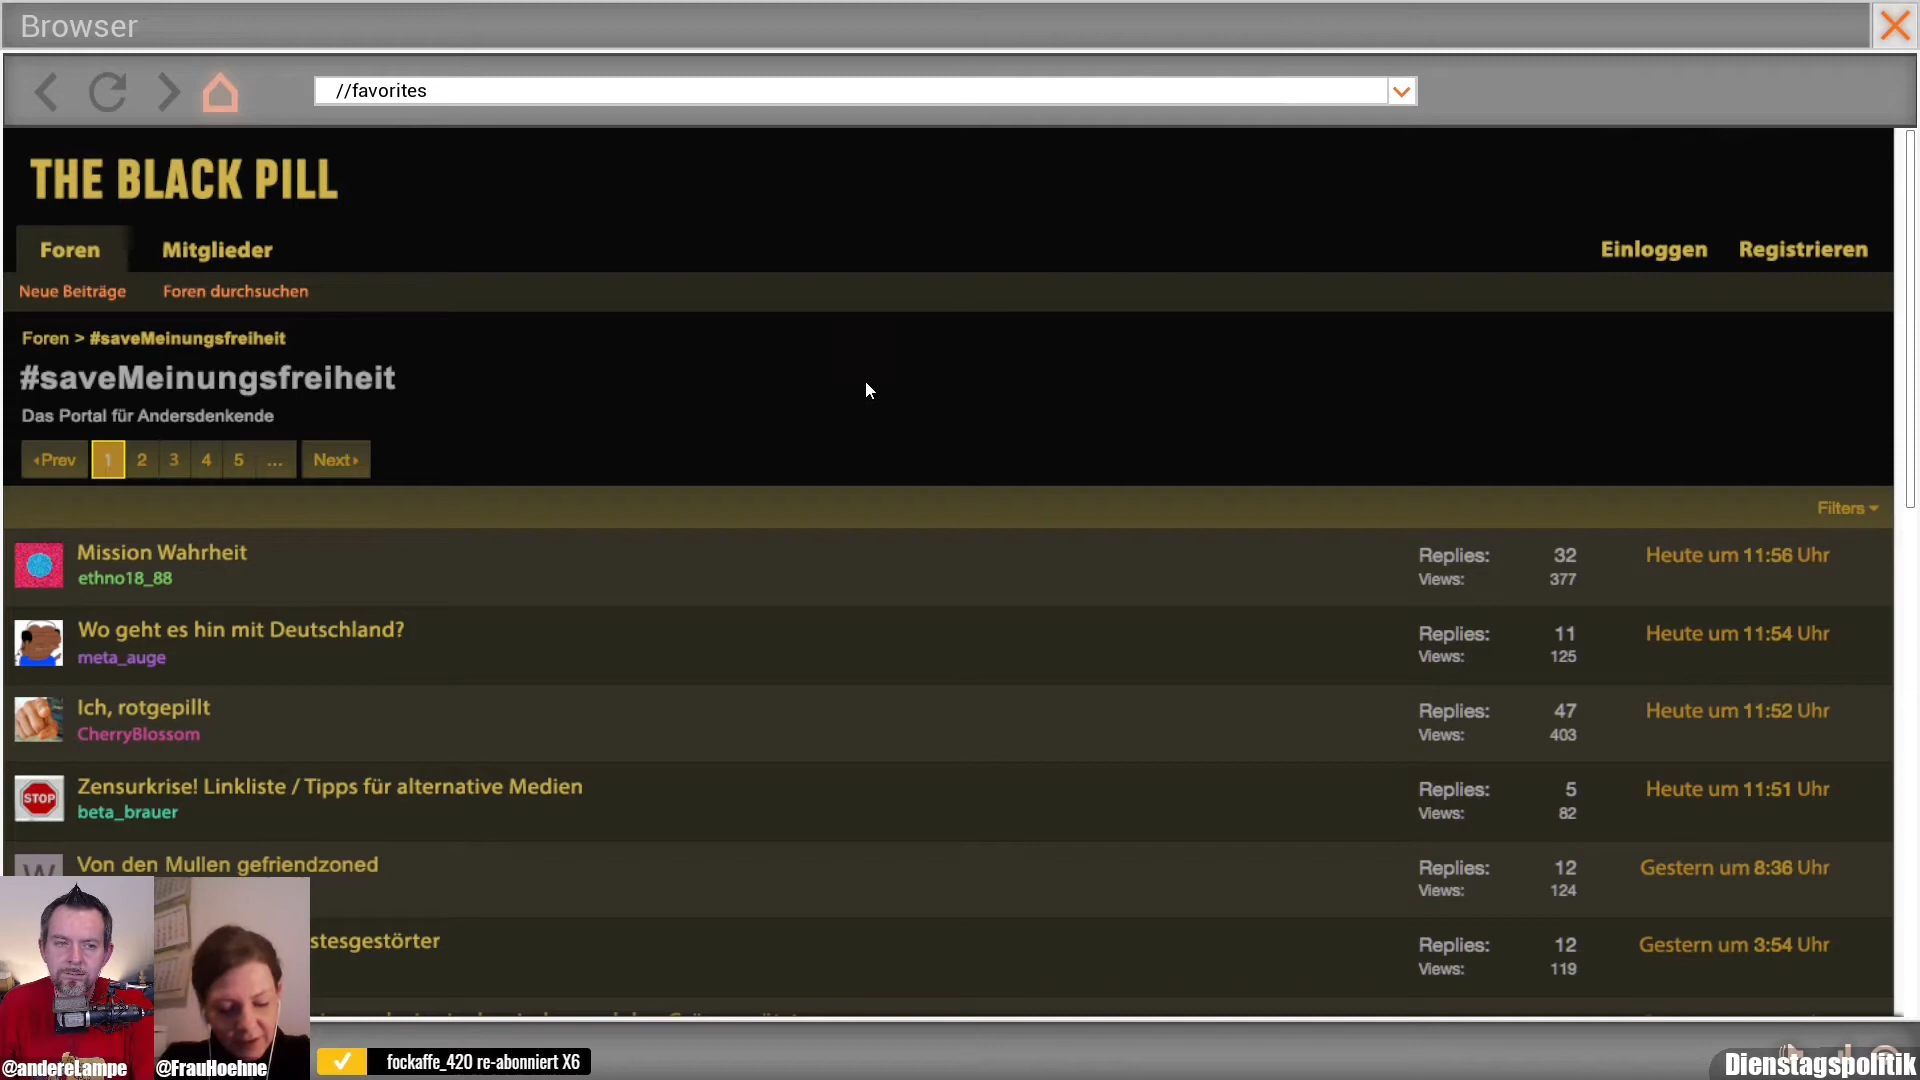 Browser
//favorites
THE BLACK PILL
Foren Mitglieder Einloggen Registrieren
Neue Beiträge Foren durchsuchen
Foren > #saveMeinungsfreiheit
#saveMeinungsfreiheit
Das Portal für Andersdenkende
Prev 1 2 3 4 5 ... Next
Filters
Mission Wahrheit Replies: 32 Heute um 11:56 Uhr
ethno18_88 Views: 377
Wo geht es hin mit Deutschland? Replies: 11 Heute um 11:54 Uhr
meta_auge Views: 125
Ich, rotgepillt Replies: 47 Heute um 11:52 Uhr
CherryBlossom Views: 403
STOP Zensurkrise! Linkliste / Tipps für alternative Medien Replies: 5 Heute um 11:51 Uhr
beta_brauer Views: 82
W Von den Mullen gefriendzoned Replies: 12 Gestern um 8:36 Uhr
Views: 124
stesgestörter Replies: 12 Gestern um 3:54 Uhr
Views: 119
@andereLampe @FrauHoehne fockaffe_420 re-abonniert X6 Dienstagspolitik